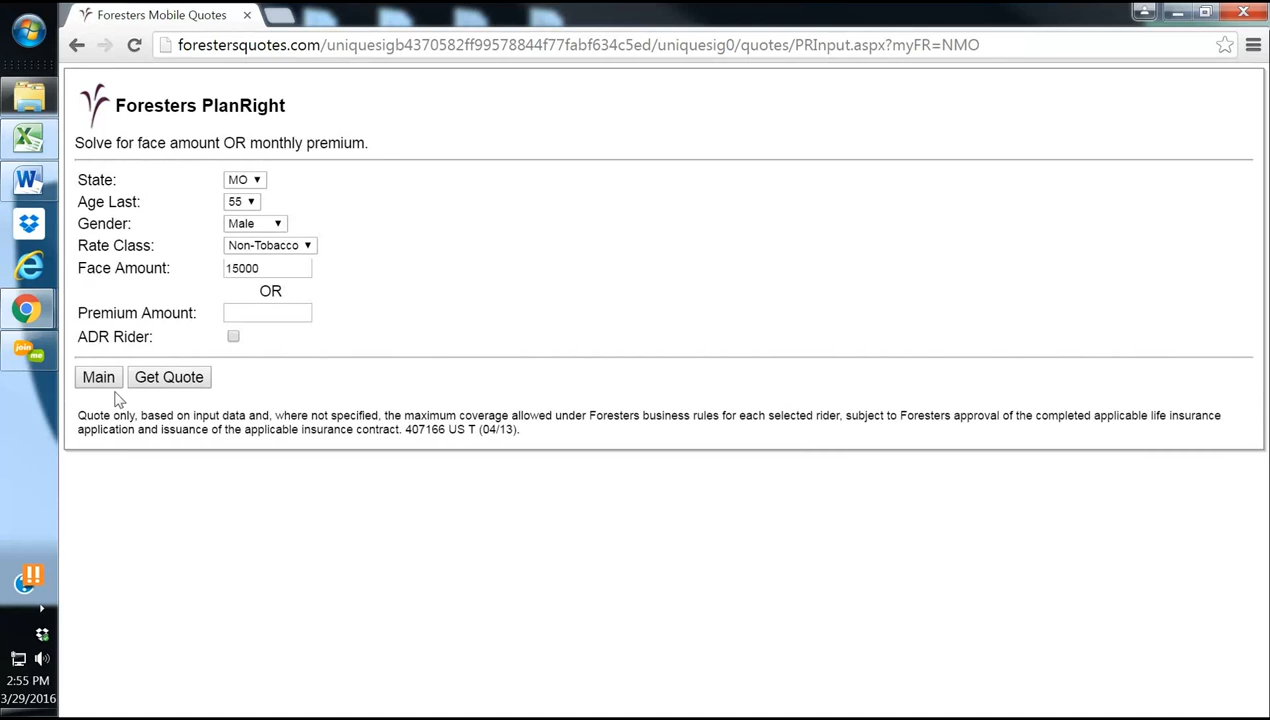 Foresters Mobile Quotes
forestersquotes.com/uniquesigb4370582ff99578844f77fabf634c5ed/uniquesig0/quotes/PRInput.aspx?myFR=NMO
Foresters PlanRight
Solve for face amount OR monthly premium.
State: MO
Age Last: 55
Gender: Male
Rate Class: Non-Tobacco
Face Amount: 15000
OR
Premium Amount:
ADR Rider:
Main Get Quote
Quote only, based on input data and, where not specified, the maximum coverage allowed under Foresters business rules for each selected rider, subject to Foresters approval of the completed applicable life insurance
application and issuance of the applicable insurance contract. 407166 US T (04/13).
join
me
2:55 PM
3/29/2016